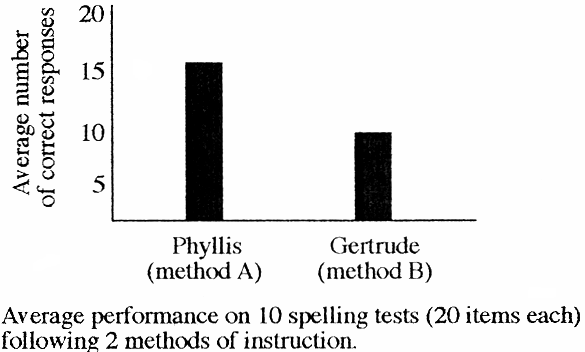 20
Average number
of correct responses
15
10
5
Phyllis
(method A)
Gertrude
(method B)
Average performance on 10 spelling tests (20 items each)
following 2 methods of instruction.